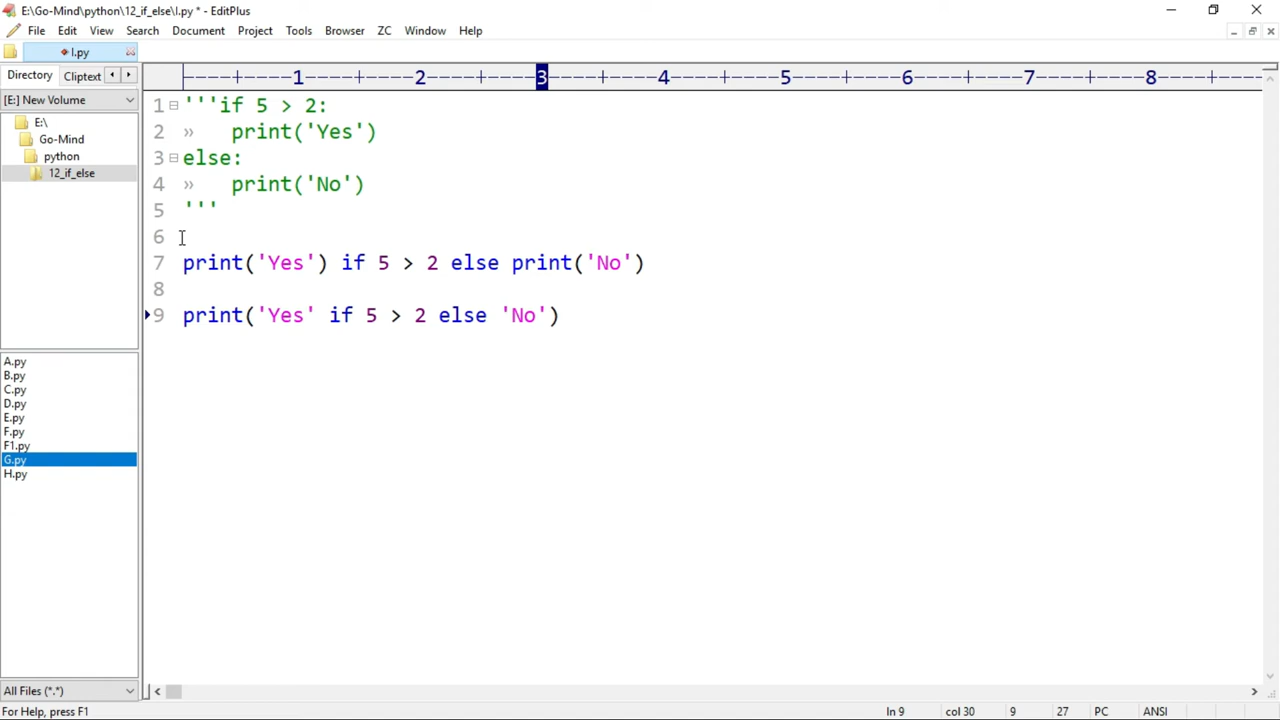 E:\Go-Mind\python\12_if_else\I.py * - EditPlus
File Edit View Search Document Project Tools Browser ZC Window Help
I.py
Directory Cliptext
----+----1----+----2----+----3----+----4----+----5----+----6----+----7----+----8----+---
[E:] New Volume
E:\
Go-Mind
python
12_if_else
1 '''if 5 > 2:
2 » print('Yes')
3 else:
4 » print('No')
5 '''
6
7 print('Yes') if 5 > 2 else print('No')
8
9 print('Yes' if 5 > 2 else 'No')
A.py
B.py
C.py
D.py
E.py
F.py
F1.py
G.py
H.py
All Files (*.*)
For Help, press F1 ln 9 col 30 9 27 PC ANSI